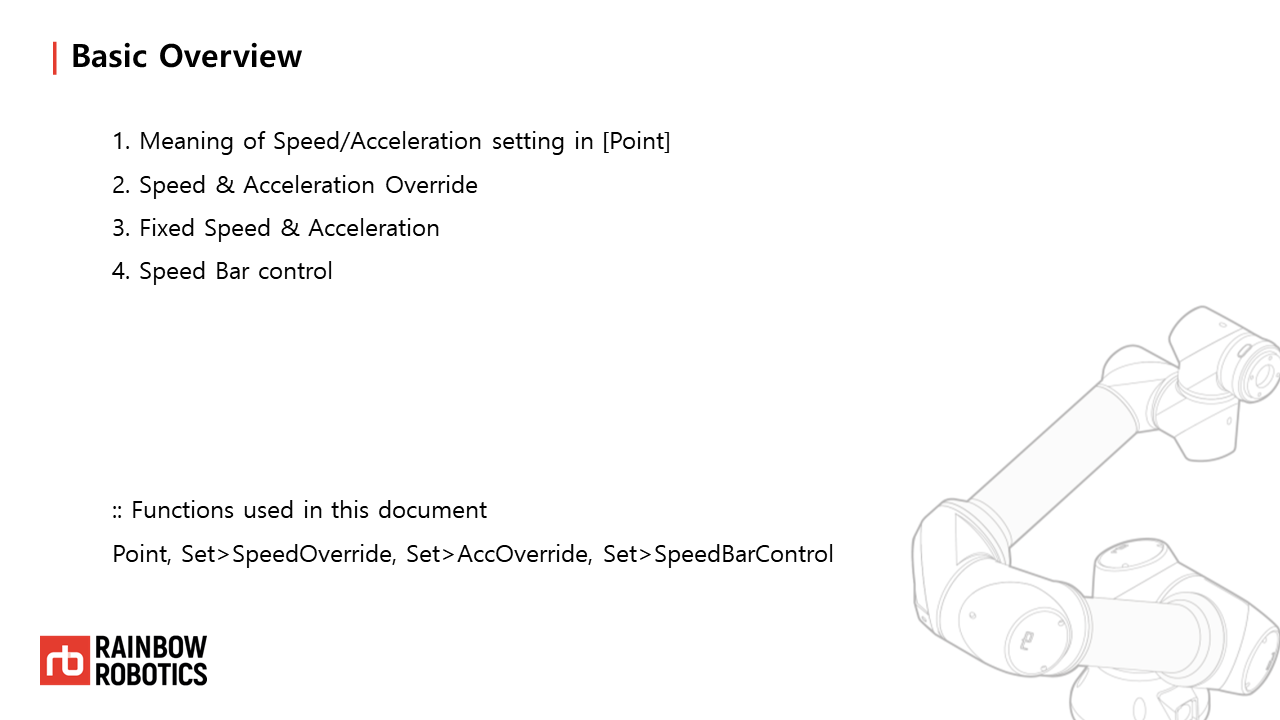 Basic Overview
1. Meaning of Speed/Acceleration setting in [Point]
2. Speed & Acceleration Override
3. Fixed Speed & Acceleration
4. Speed Bar control
:: Functions used in this document
Point, Set>SpeedOverride, Set>AccOverride, Set>SpeedBarControl
rb
RAINBOW
ROBOTICS